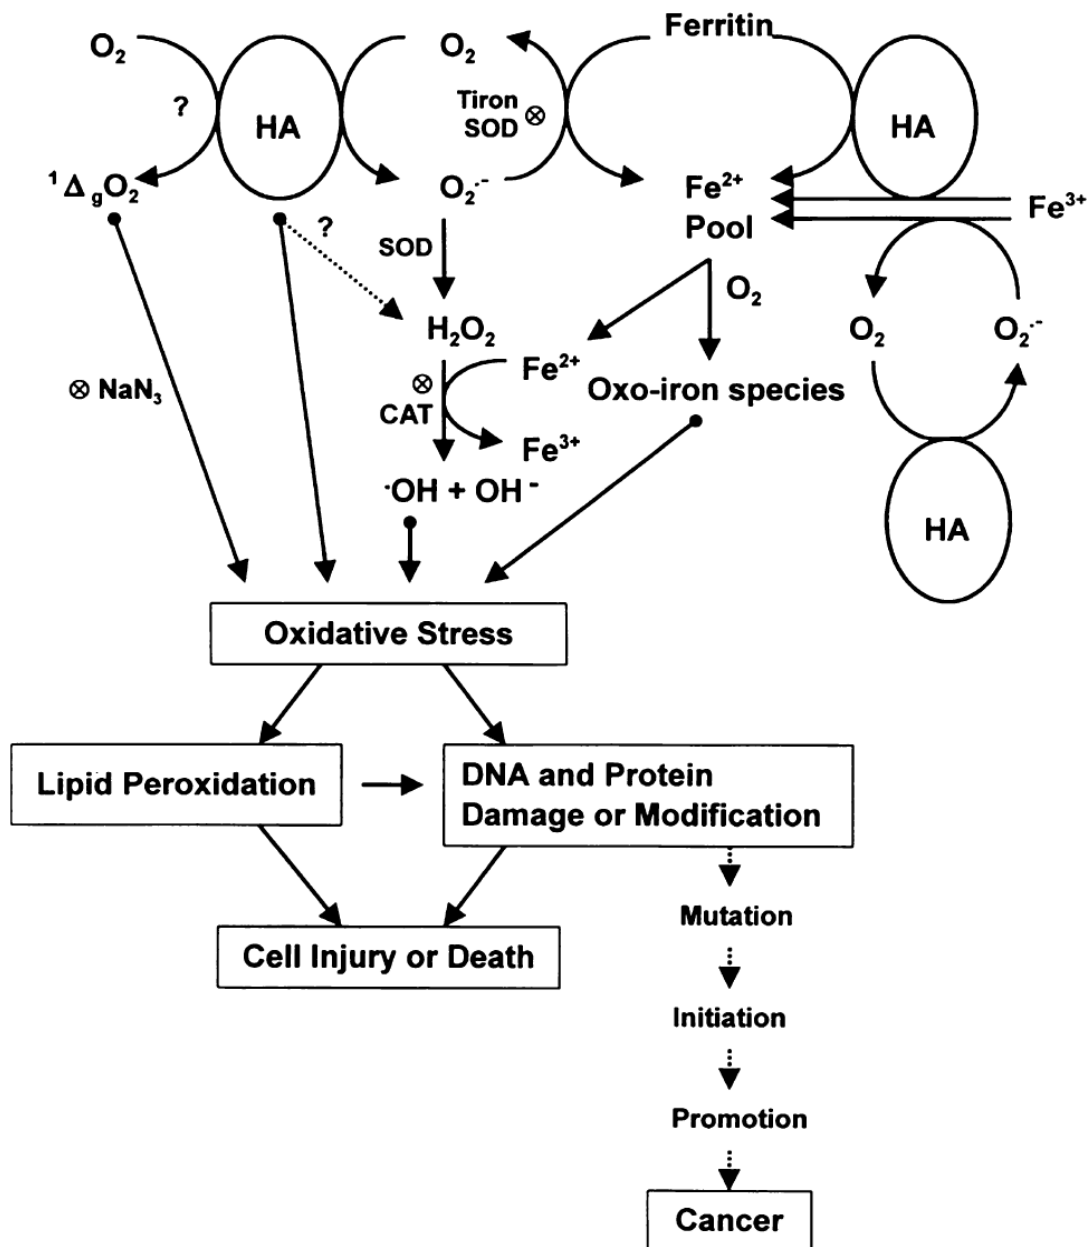 Ferritin
O₂
O₂
HA
HA
?
Tiron
SOD ⊗
¹Δ₉O₂
O₂·-
Fe²⁺
Pool
Fe³⁺
?
SOD
O₂
H₂O₂
O₂
O₂·-
⊗ NaN₃
⊗
CAT
Fe²⁺
Oxo-iron species
Fe³⁺
·OH + OH⁻
HA
Oxidative Stress
Lipid Peroxidation
DNA and Protein
Damage or Modification
Mutation
Cell Injury or Death
Initiation
Promotion
Cancer